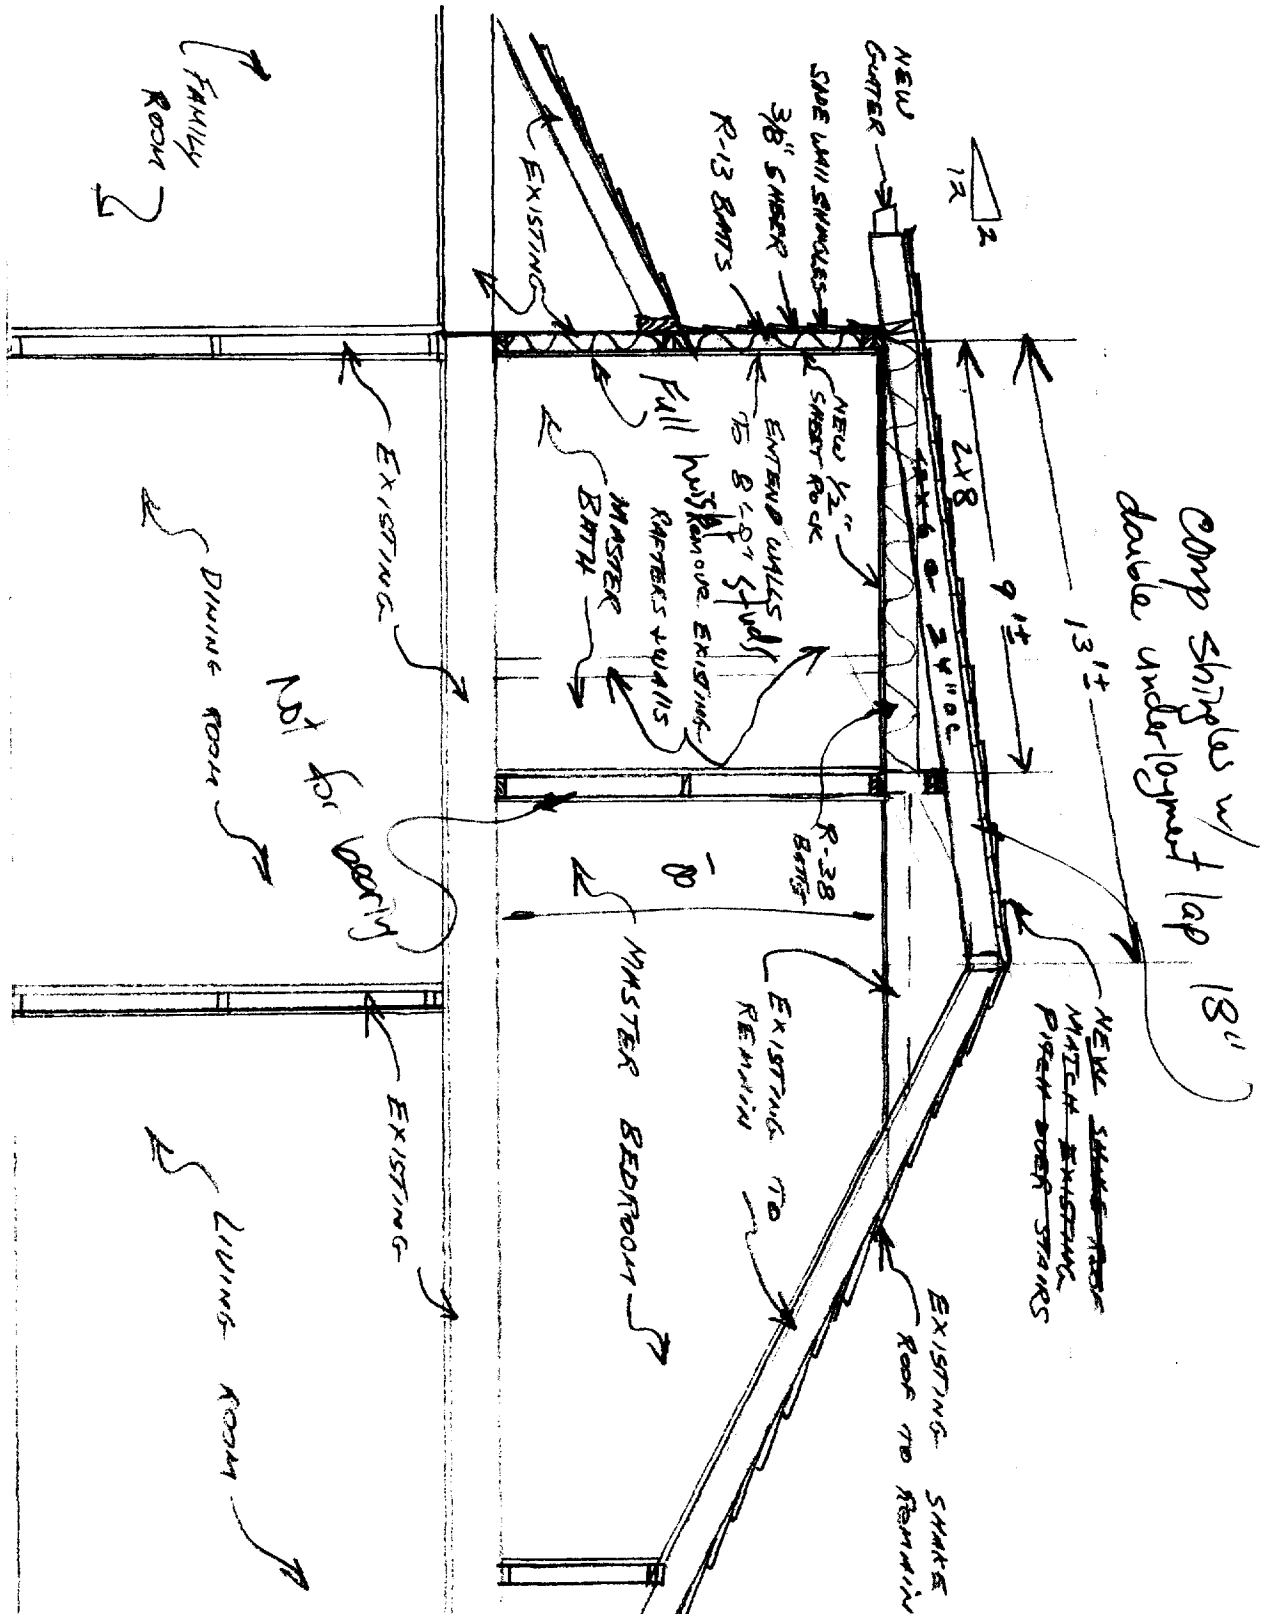 Comp shingles w/
double underlayment lap 18"
13'±
9'±
2x8
12
2
NEW
GUTTER
SIDE WALL SHINGLES
3/8" SHEER
R-13 BATTS
EXISTING
NEW 1/2"
SHEET ROCK
EXTEND WALLS
TO 8'-0"
Full height studs
REMOVE EXISTING
RAFTERS + WALLS
MASTER
BATH
R-38
BATTS
8'
NEW SHAKE ROOF
MATCH EXISTING
PITCH OVER STAIRS
EXISTING SHAKE
ROOF TO REMAIN
EXISTING TO
REMAIN
MASTER BEDROOM
FAMILY
ROOM
EXISTING
DINING ROOM
Not for bearing
EXISTING
LIVING ROOM